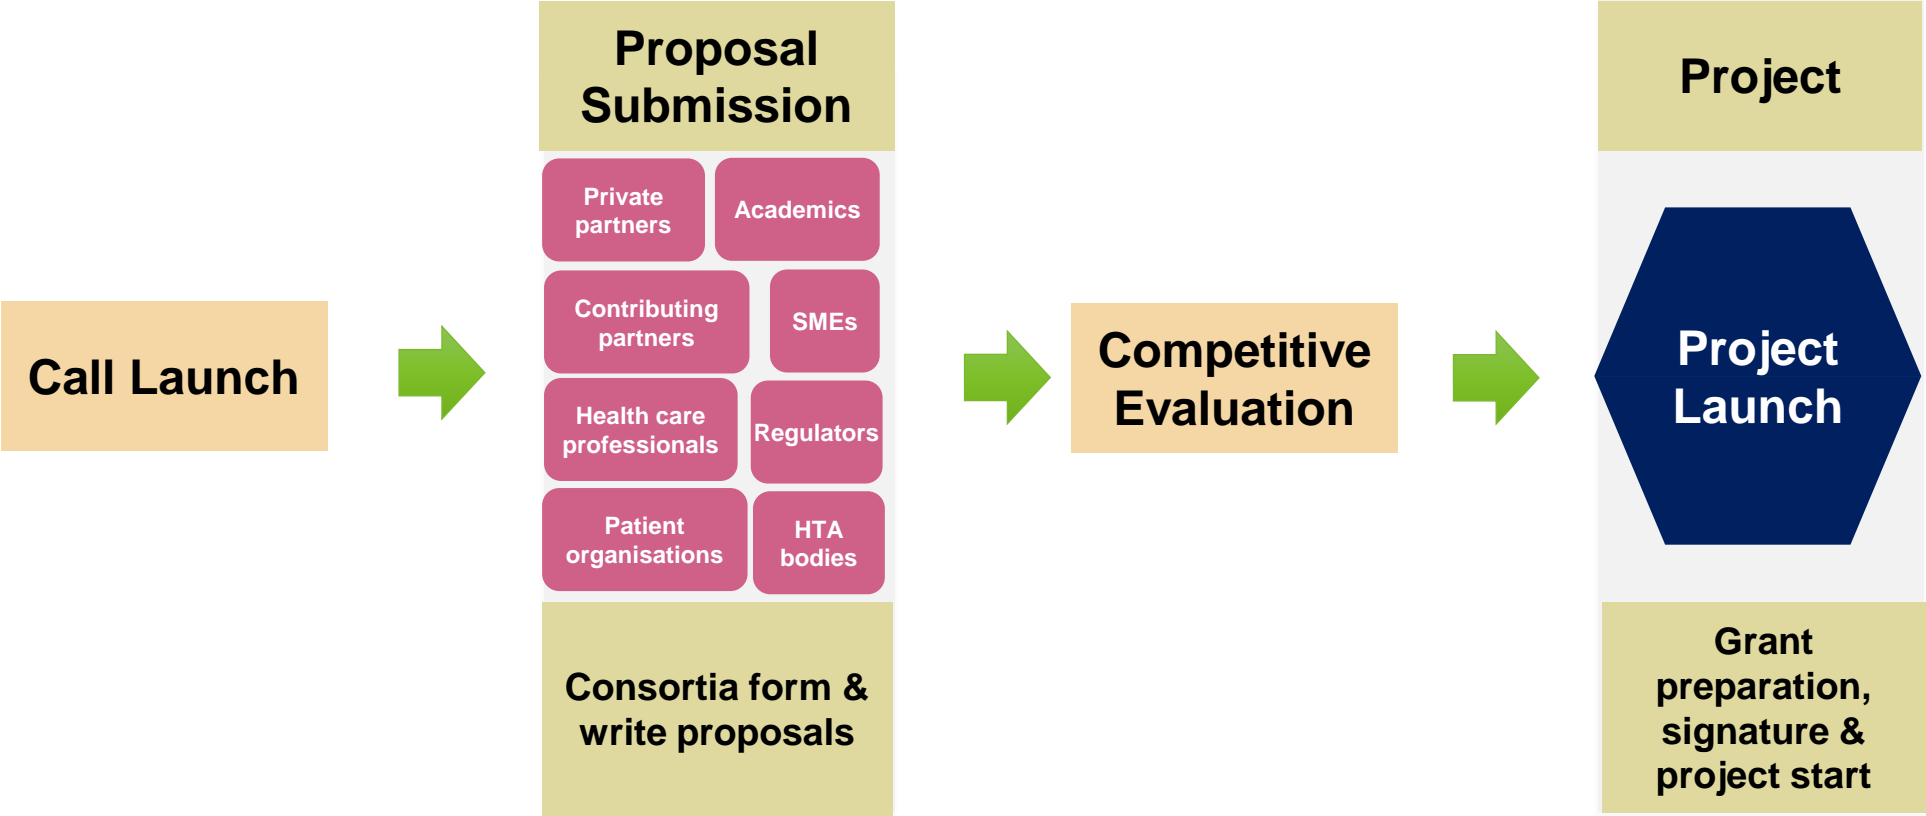 Call Launch
Proposal
Submission
Private
partners
Academics
Contributing
partners
SMEs
Health care
professionals
Regulators
Patient
organisations
HTA
bodies
Consortia form &
write proposals
Competitive
Evaluation
Project
Project
Launch
Grant
preparation,
signature &
project start